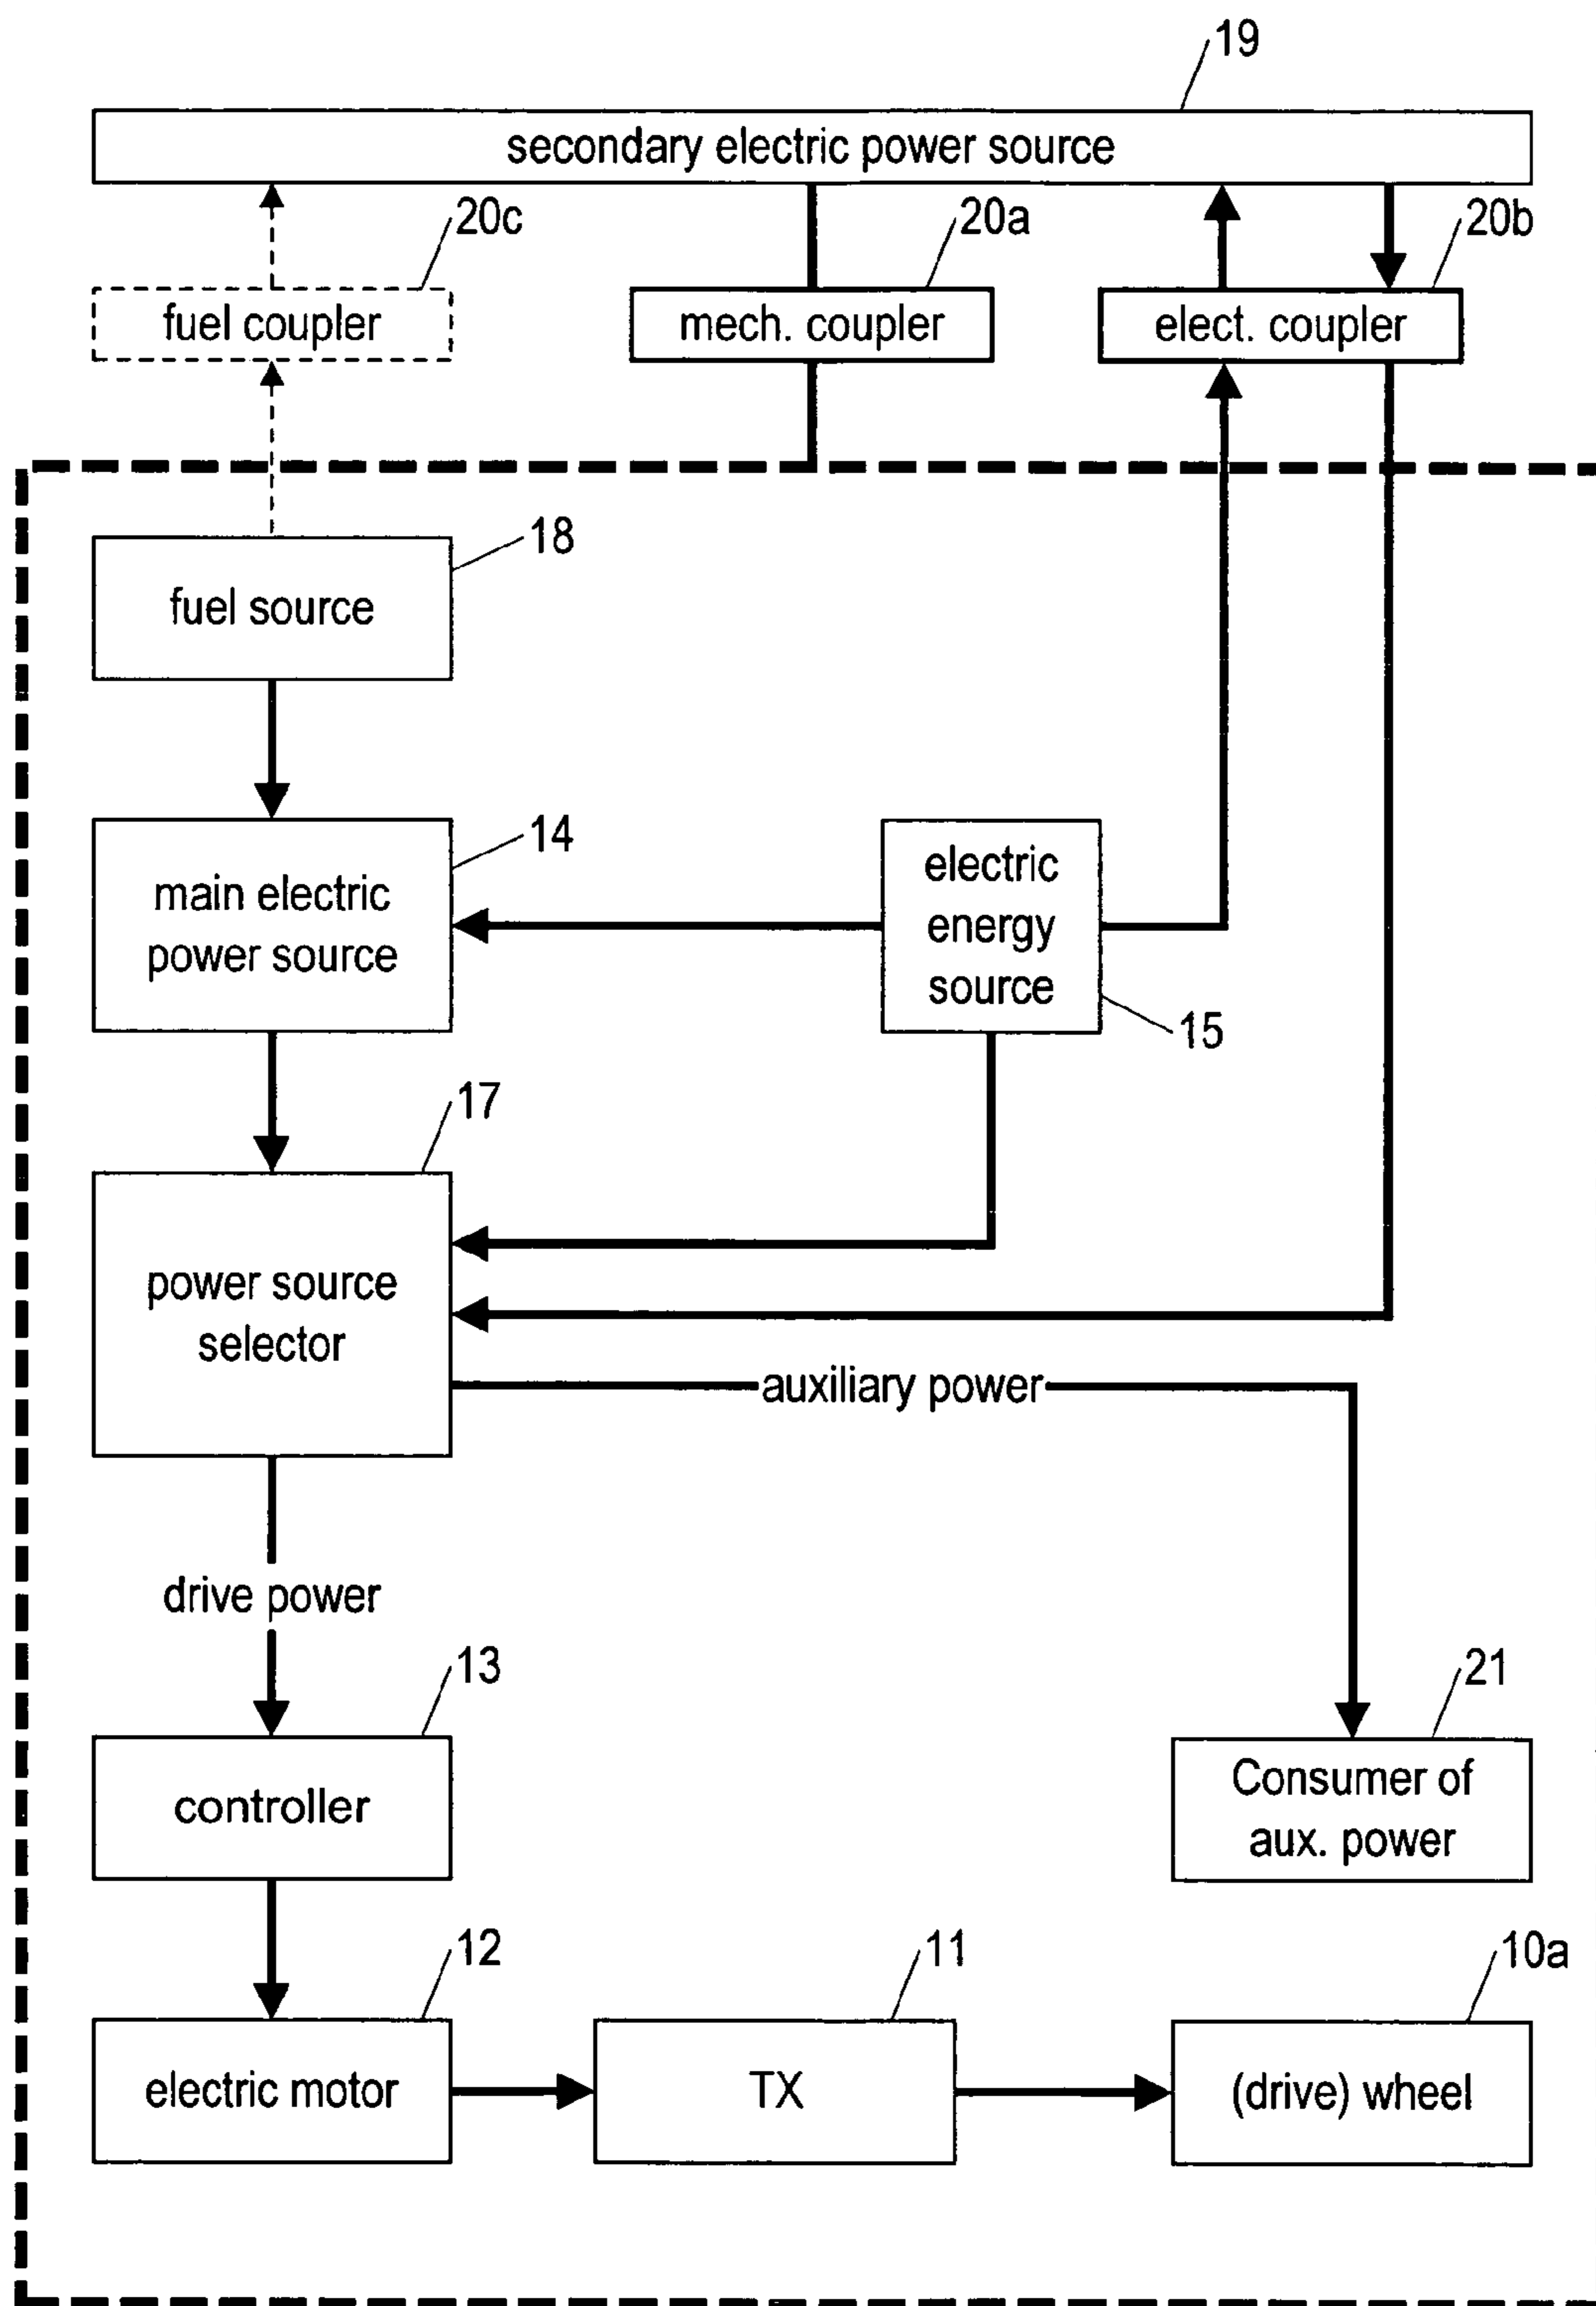 19
secondary electric power source
20c
20a
20b
fuel coupler
mech. coupler
elect. coupler
18
fuel source
14
main electric
power source
electric
energy
source
15
17
power source
selector
auxiliary power
drive power
13
controller
21
Consumer of
aux. power
12
electric motor
11
TX
10a
(drive) wheel